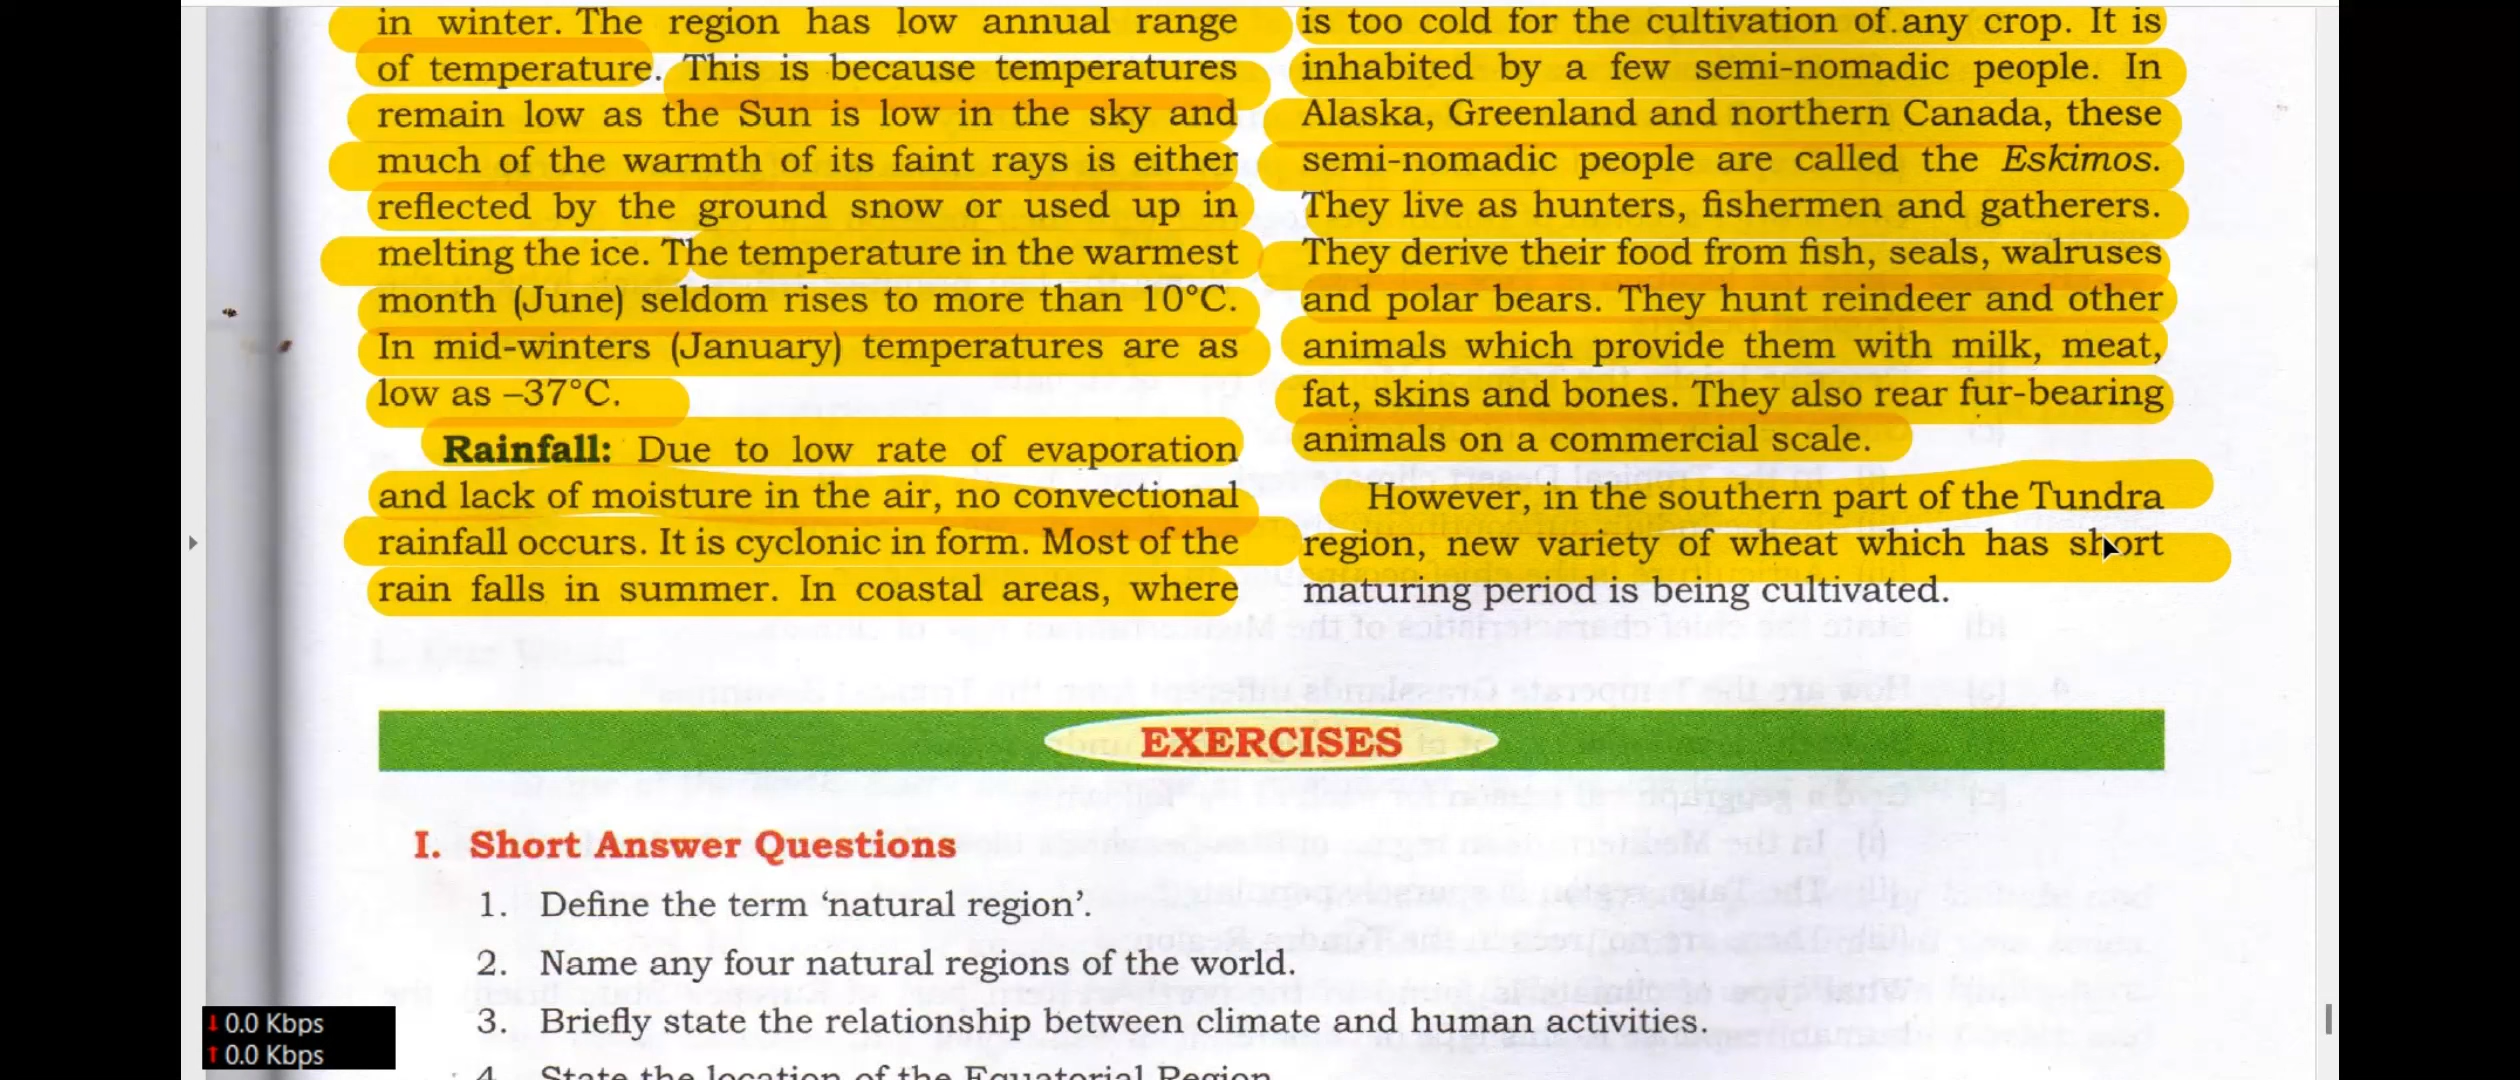 in winter. The region has low annual range
of temperature. This is because temperatures
remain low as the Sun is low in the sky and
much of the warmth of its faint rays is either
reflected by the ground snow or used up in
melting the ice. The temperature in the warmest
month (June) seldom rises to more than 10°C.
In mid-winters (January) temperatures are as
low as –37°C.
Rainfall: Due to low rate of evaporation
and lack of moisture in the air, no convectional
rainfall occurs. It is cyclonic in form. Most of the
rain falls in summer. In coastal areas, where
is too cold for the cultivation of any crop. It is
inhabited by a few semi-nomadic people. In
Alaska, Greenland and northern Canada, these
semi-nomadic people are called the Eskimos.
They live as hunters, fishermen and gatherers.
They derive their food from fish, seals, walruses
and polar bears. They hunt reindeer and other
animals which provide them with milk, meat,
fat, skins and bones. They also rear fur-bearing
animals on a commercial scale.
However, in the southern part of the Tundra
region, new variety of wheat which has short
maturing period is being cultivated.
EXERCISES
I. Short Answer Questions
1. Define the term ‘natural region’.
2. Name any four natural regions of the world.
3. Briefly state the relationship between climate and human activities.
4. State the location of the Equatorial Region.
0.0 Kbps
0.0 Kbps